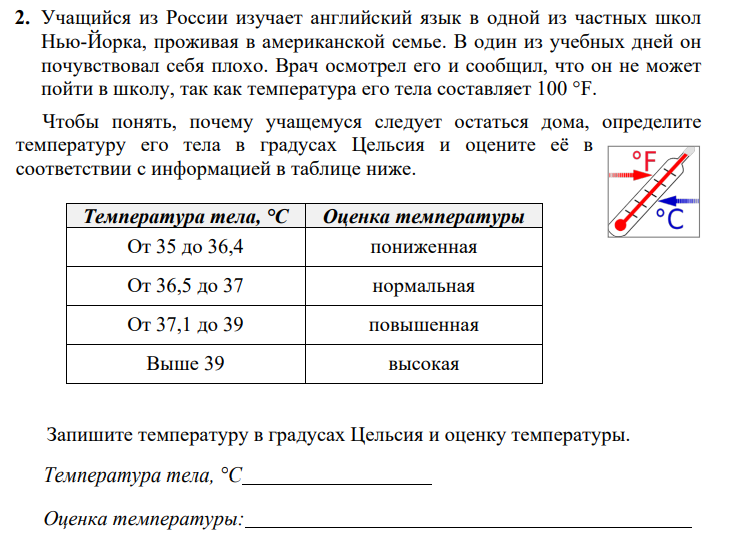 2. Учащийся из России изучает английский язык в одной из частных школ
Нью-Йорка, проживая в американской семье. В один из учебных дней он
почувствовал себя плохо. Врач осмотрел его и сообщил, что он не может
пойти в школу, так как температура его тела составляет 100 °F.
Чтобы понять, почему учащемуся следует остаться дома, определите
температуру его тела в градусах Цельсия и оцените её в
соответствии с информацией в таблице ниже.
°F
°C
Температура тела, °C Оценка температуры
От 35 до 36,4 пониженная
От 36,5 до 37 нормальная
От 37,1 до 39 повышенная
Выше 39 высокая
Запишите температуру в градусах Цельсия и оценку температуры.
Температура тела, °C
Оценка температуры: